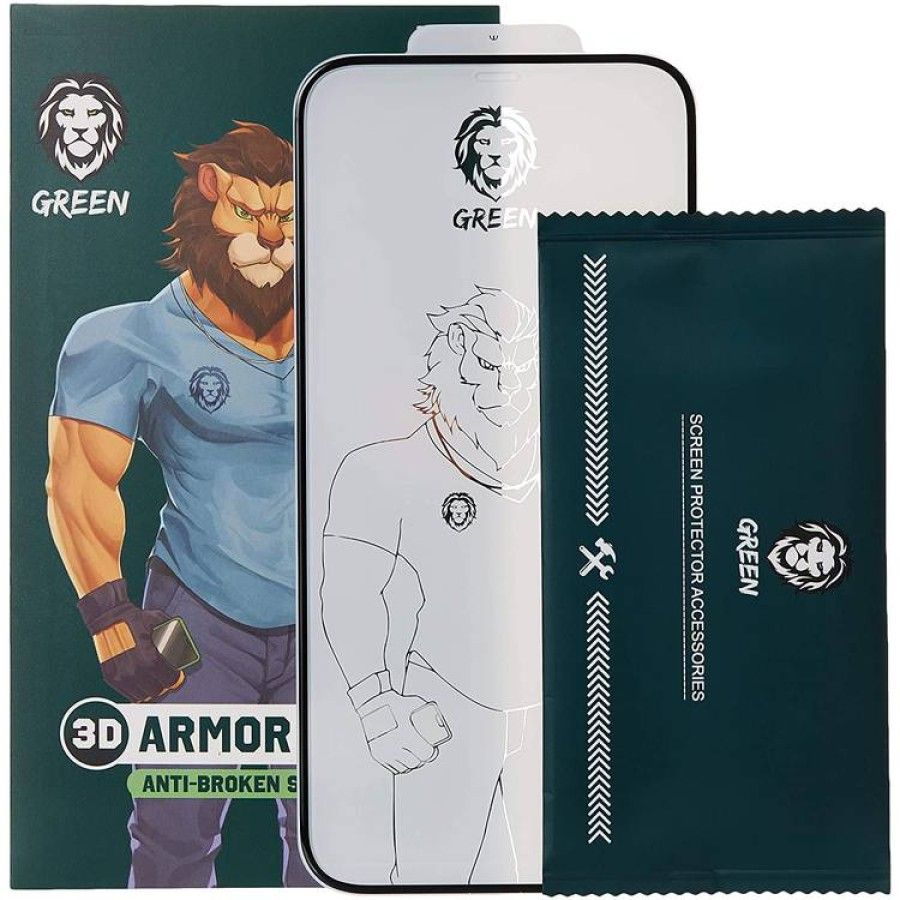 GREEN
3D ARMOR
ANTI-BROKEN S
GREEN
SCREEN PROTECTOR ACCESSORIES
GREEN